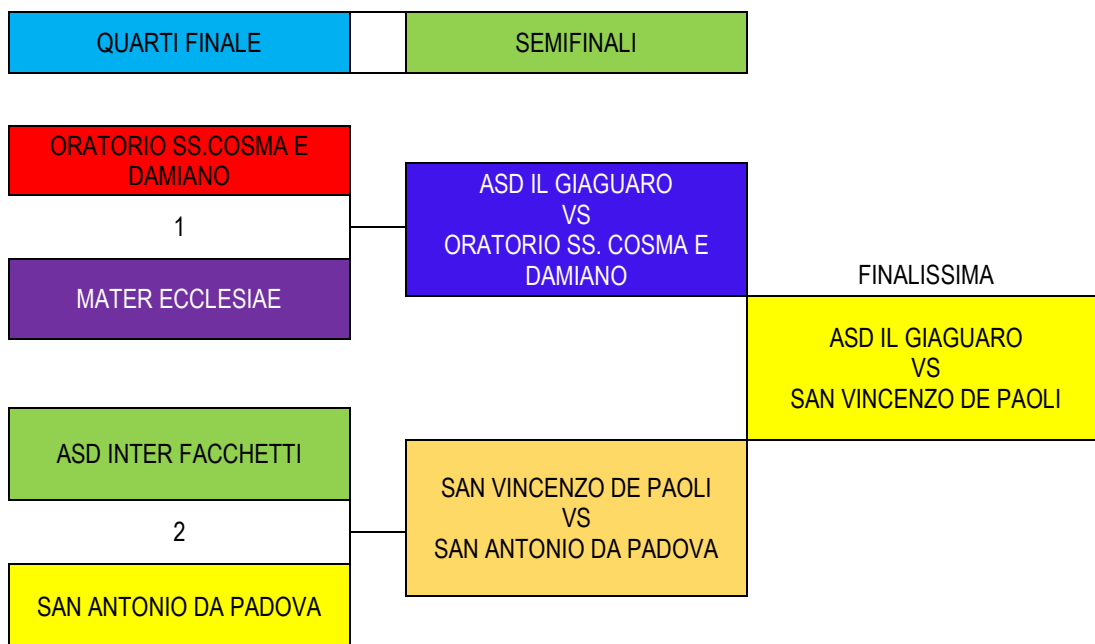 QUARTI FINALE
SEMIFINALI
ORATORIO SS.COSMA E
DAMIANO
1
MATER ECCLESIAE
ASD IL GIAGUARO
VS
ORATORIO SS. COSMA E
DAMIANO
FINALISSIMA
ASD IL GIAGUARO
VS
SAN VINCENZO DE PAOLI
ASD INTER FACCHETTI
2
SAN ANTONIO DA PADOVA
SAN VINCENZO DE PAOLI
VS
SAN ANTONIO DA PADOVA